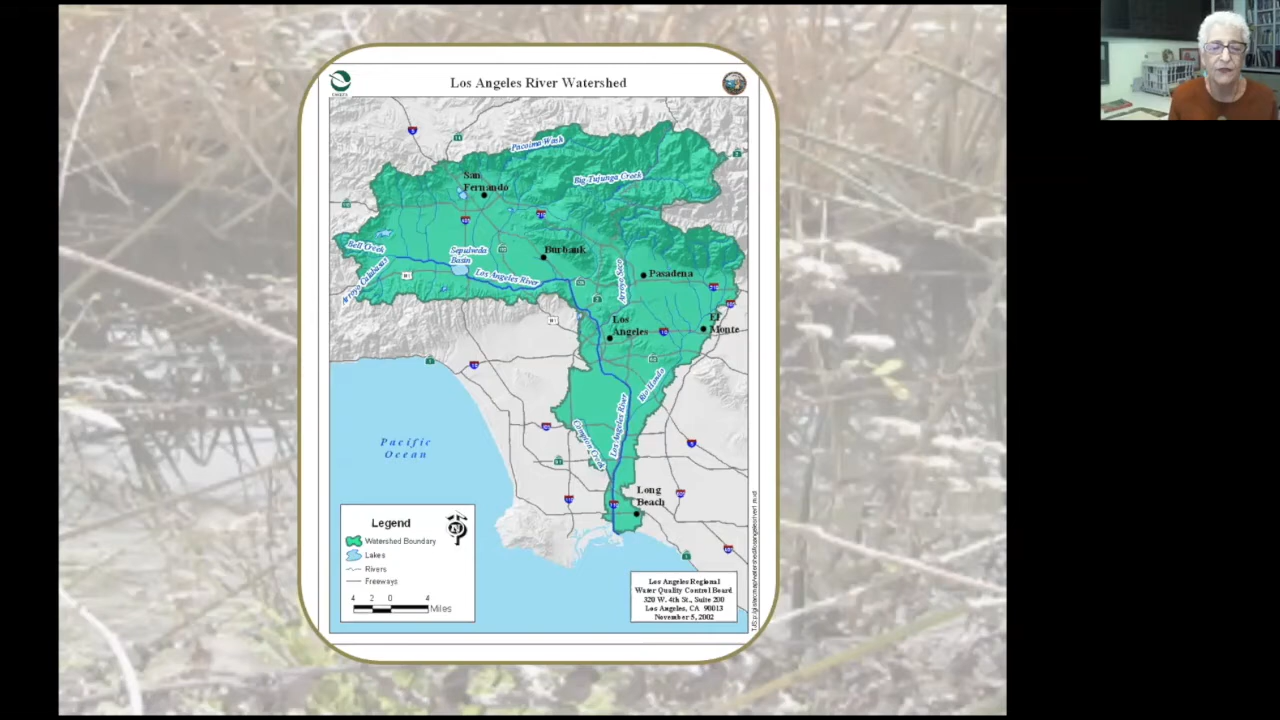 Los Angeles River Watershed
Pacoima Wash
Big Tujunga Creek
San
Fernando
Bell Creek
Arroyo Calabasas
Sepulveda
Basin
Burbank
Los Angeles River
Arroyo Seco
Pasadena
Los
Angeles
El
Monte
Rio Hondo
Los Angeles River
Compton Creek
Pacific
Ocean
Long
Beach
Legend
N
Watershed Boundary
Lakes
Rivers
Freeways
4 2 0 4
Miles
Los Angeles Regional
Water Quality Control Board
320 W. 4th St., Suite 200
Los Angeles, CA 90013
November 5, 2002